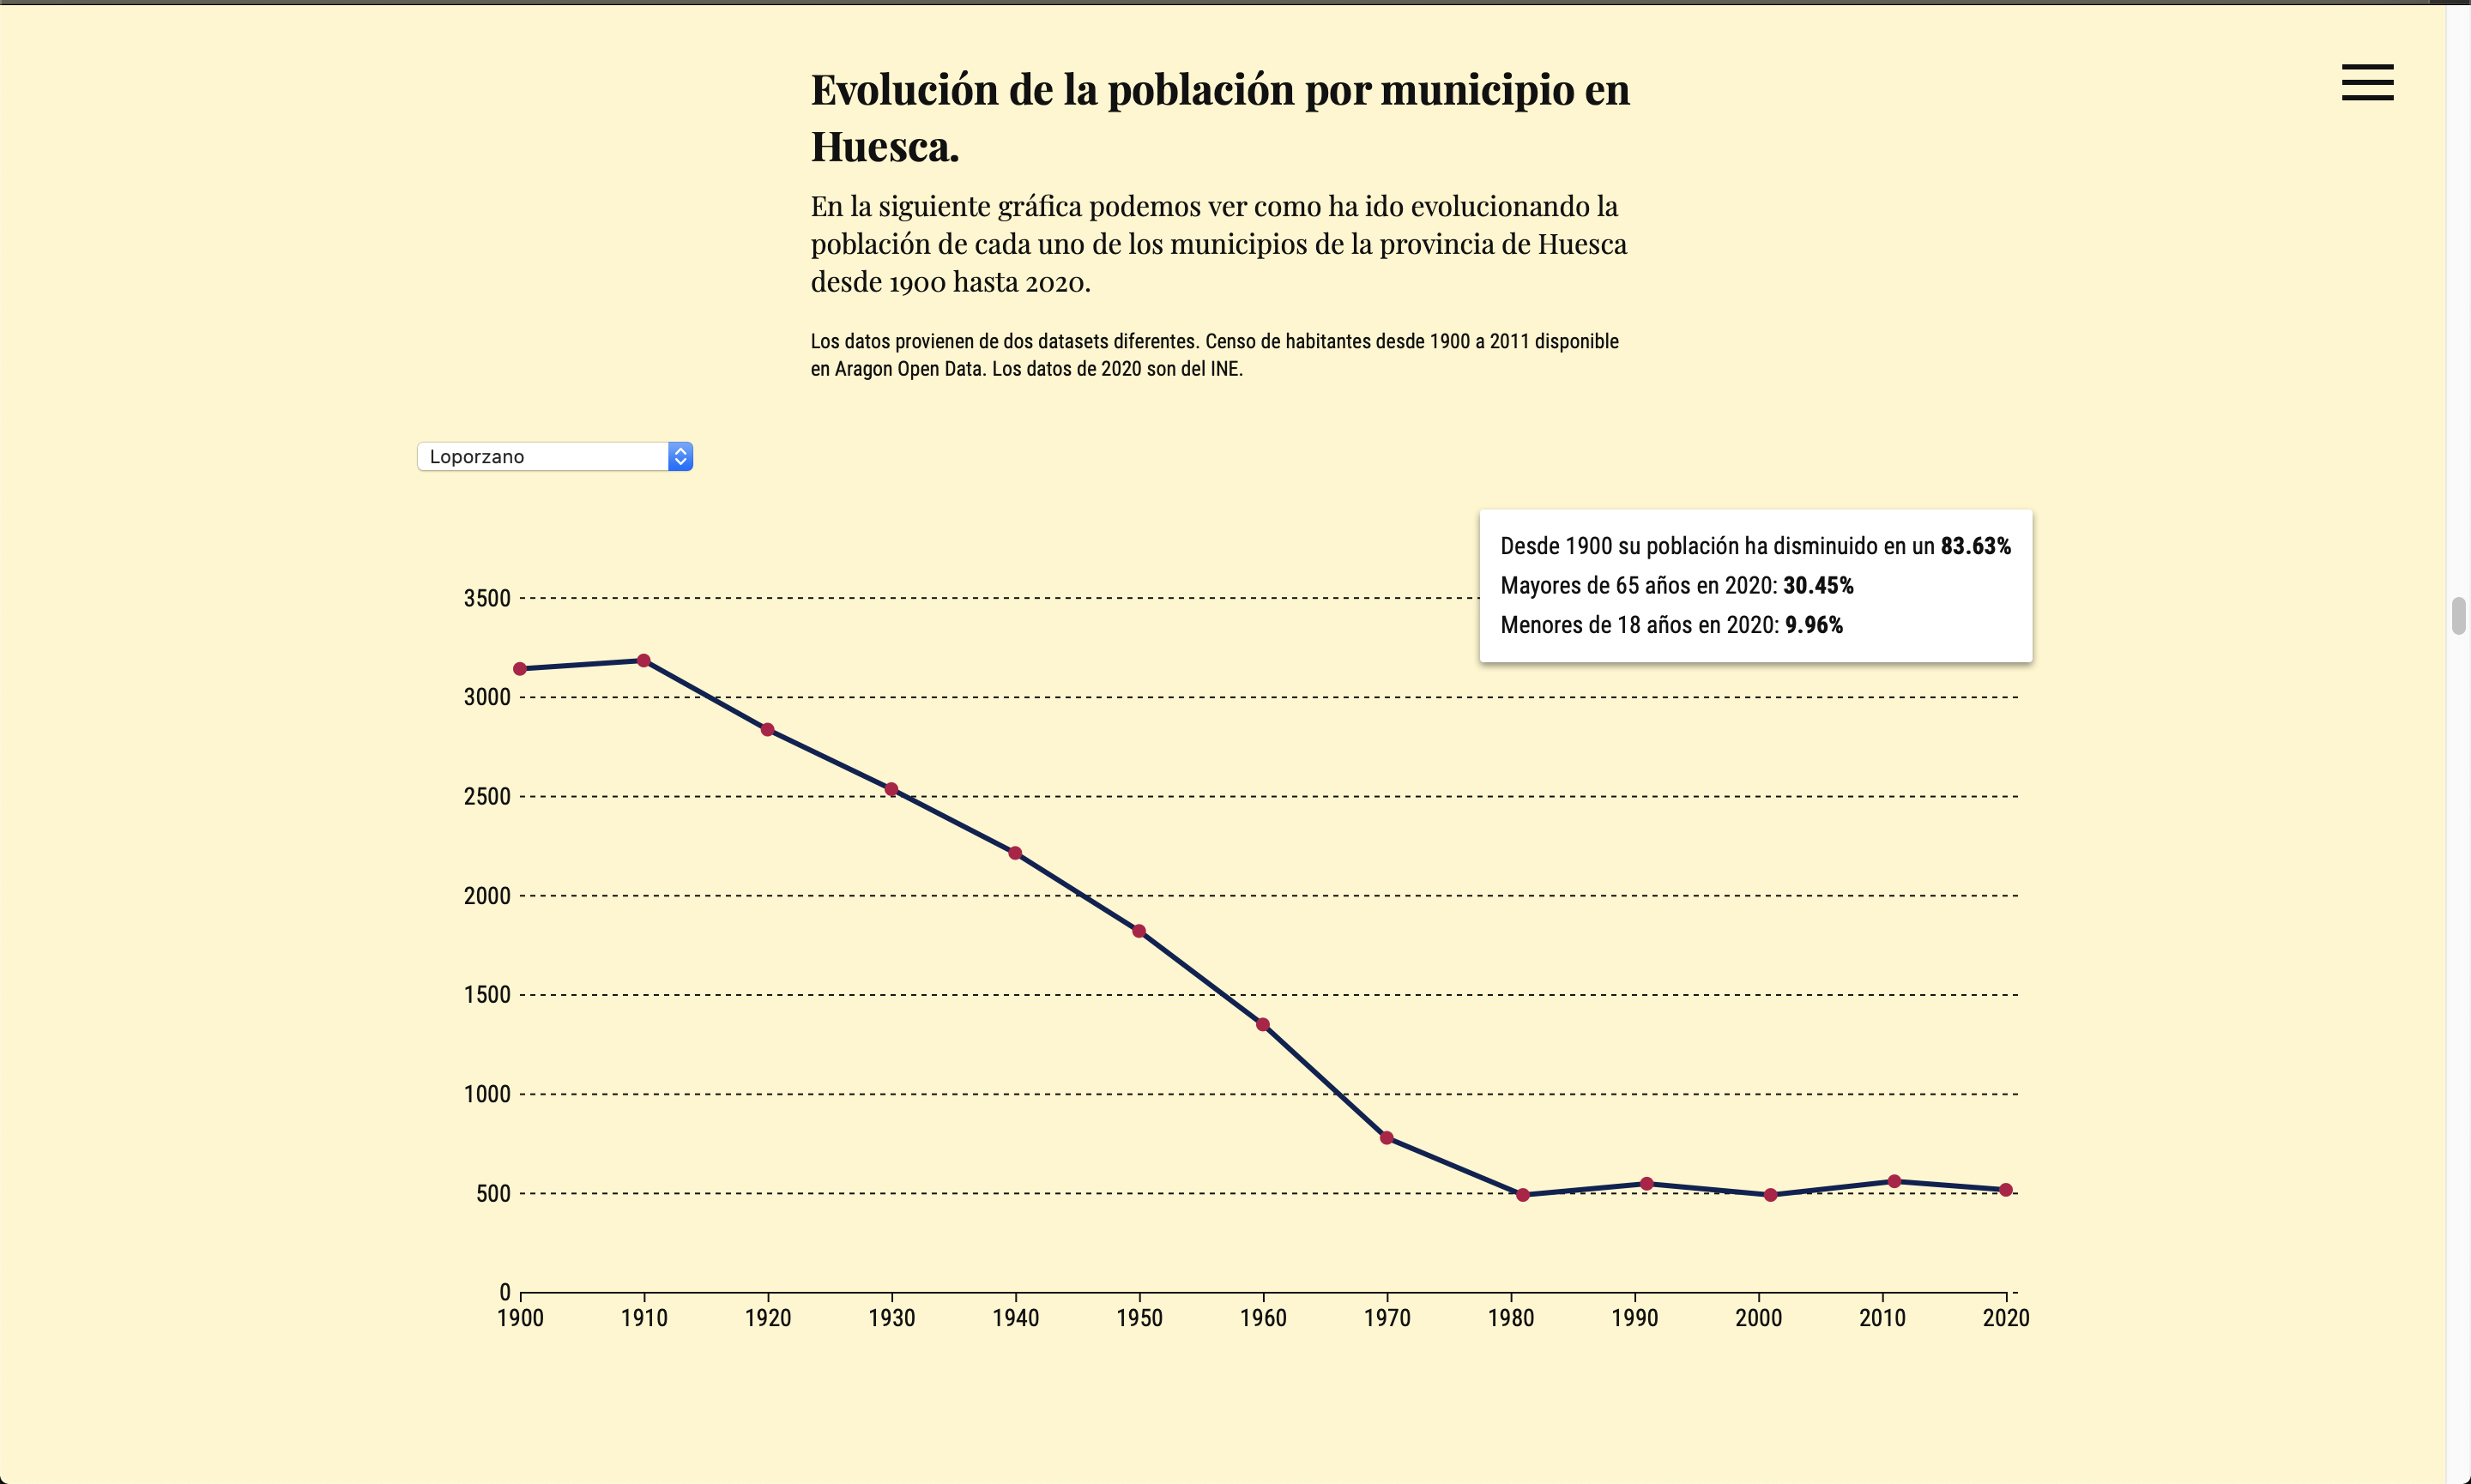 Evolución de la población por municipio en
Huesca.
En la siguiente gráfica podemos ver como ha ido evolucionando la
población de cada uno de los municipios de la provincia de Huesca
desde 1900 hasta 2020.
Los datos provienen de dos datasets diferentes. Censo de habitantes desde 1900 a 2011 disponible
en Aragon Open Data. Los datos de 2020 son del INE.
Loporzano
Desde 1900 su población ha disminuido en un 83.63%
Mayores de 65 años en 2020: 30.45%
Menores de 18 años en 2020: 9.96%
3500
3000
2500
2000
1500
1000
500
0
1900 1910 1920 1930 1940 1950 1960 1970 1980 1990 2000 2010 2020